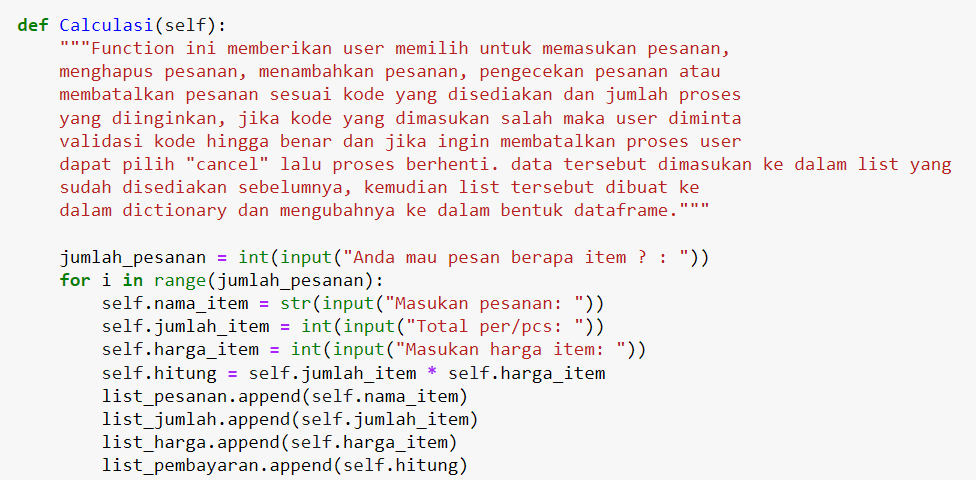 def Calculasi(self):
    """Function ini memberikan user memilih untuk memasukan pesanan,
    menghapus pesanan, menambahkan pesanan, pengecekan pesanan atau
    membatalkan pesanan sesuai kode yang disediakan dan jumlah proses
    yang diinginkan, jika kode yang dimasukan salah maka user diminta
    validasi kode hingga benar dan jika ingin membatalkan proses user
    dapat pilih "cancel" lalu proses berhenti. data tersebut dimasukan ke dalam list yang
    sudah disediakan sebelumnya, kemudian list tersebut dibuat ke
    dalam dictionary dan mengubahnya ke dalam bentuk dataframe."""

    jumlah_pesanan = int(input("Anda mau pesan berapa item ? : "))
    for i in range(jumlah_pesanan):
        self.nama_item = str(input("Masukan pesanan: "))
        self.jumlah_item = int(input("Total per/pcs: "))
        self.harga_item = int(input("Masukan harga item: "))
        self.hitung = self.jumlah_item * self.harga_item
        list_pesanan.append(self.nama_item)
        list_jumlah.append(self.jumlah_item)
        list_harga.append(self.harga_item)
        list_pembayaran.append(self.hitung)